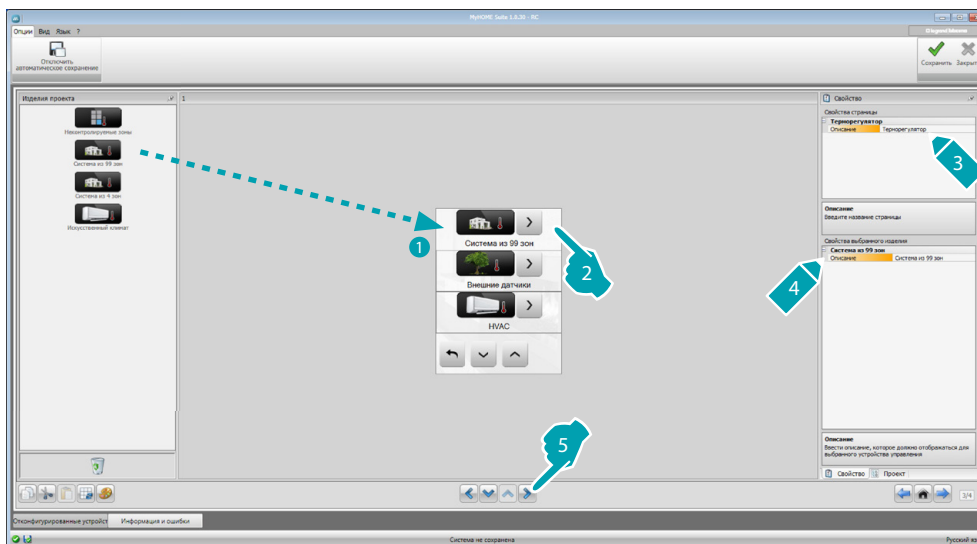 MyHOME Suite 1.0.30 - RC
Опции Вид Язык ?
Отключить
автоматическое сохранение
Сохранить Закрыт
Изделия проекта
1
Неконтролируемые зоны
Система из 99 зон
Система из 4 зон
Искусственный климат
1
Система из 99 зон
2
Внешние датчики
HVAC
5
Свойство
Свойства страницы
Терморегулятор
Описание Терморегулятор
3
Описание
Введите название страницы
Свойства выбранного изделия
Система из 99 зон
Описание Система из 99 зон
4
Описание
Ввести описание, которое должно отображаться для
выбранного устройства управления
Свойство Проект
3/4
Отконфигурированные устройст Информация и ошибки
Система не сохранена
Русский яз